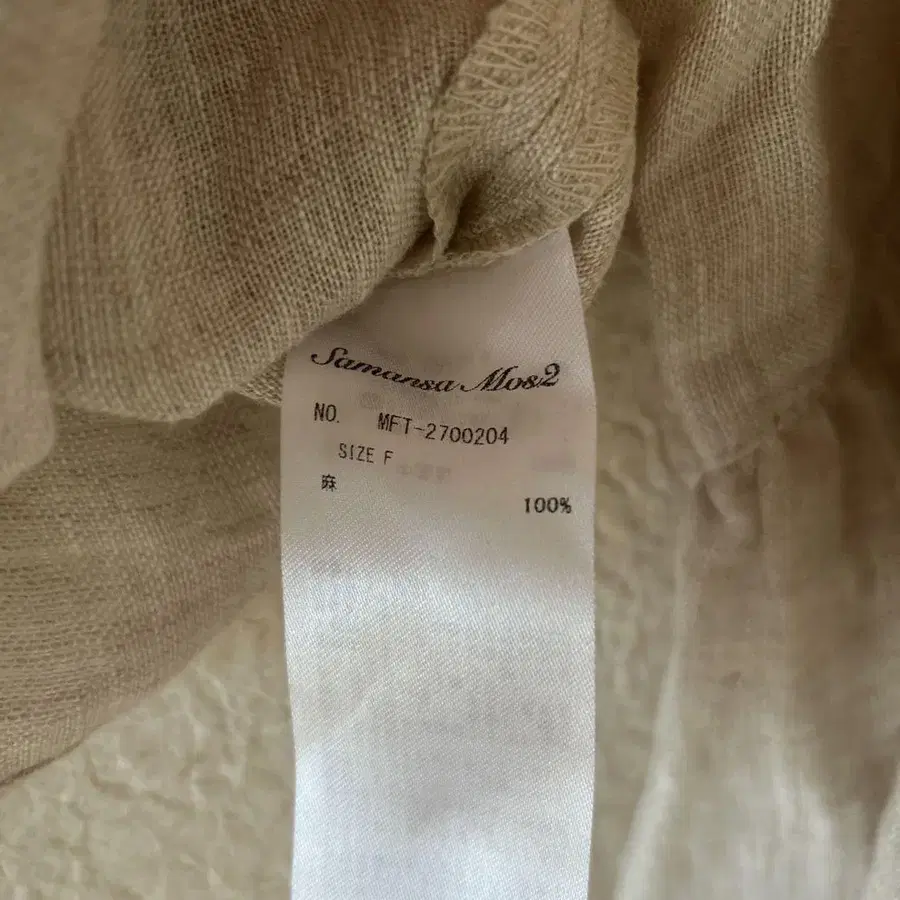 Samansa Mos2
NO. MFT-2700204
SIZE F
麻 100%